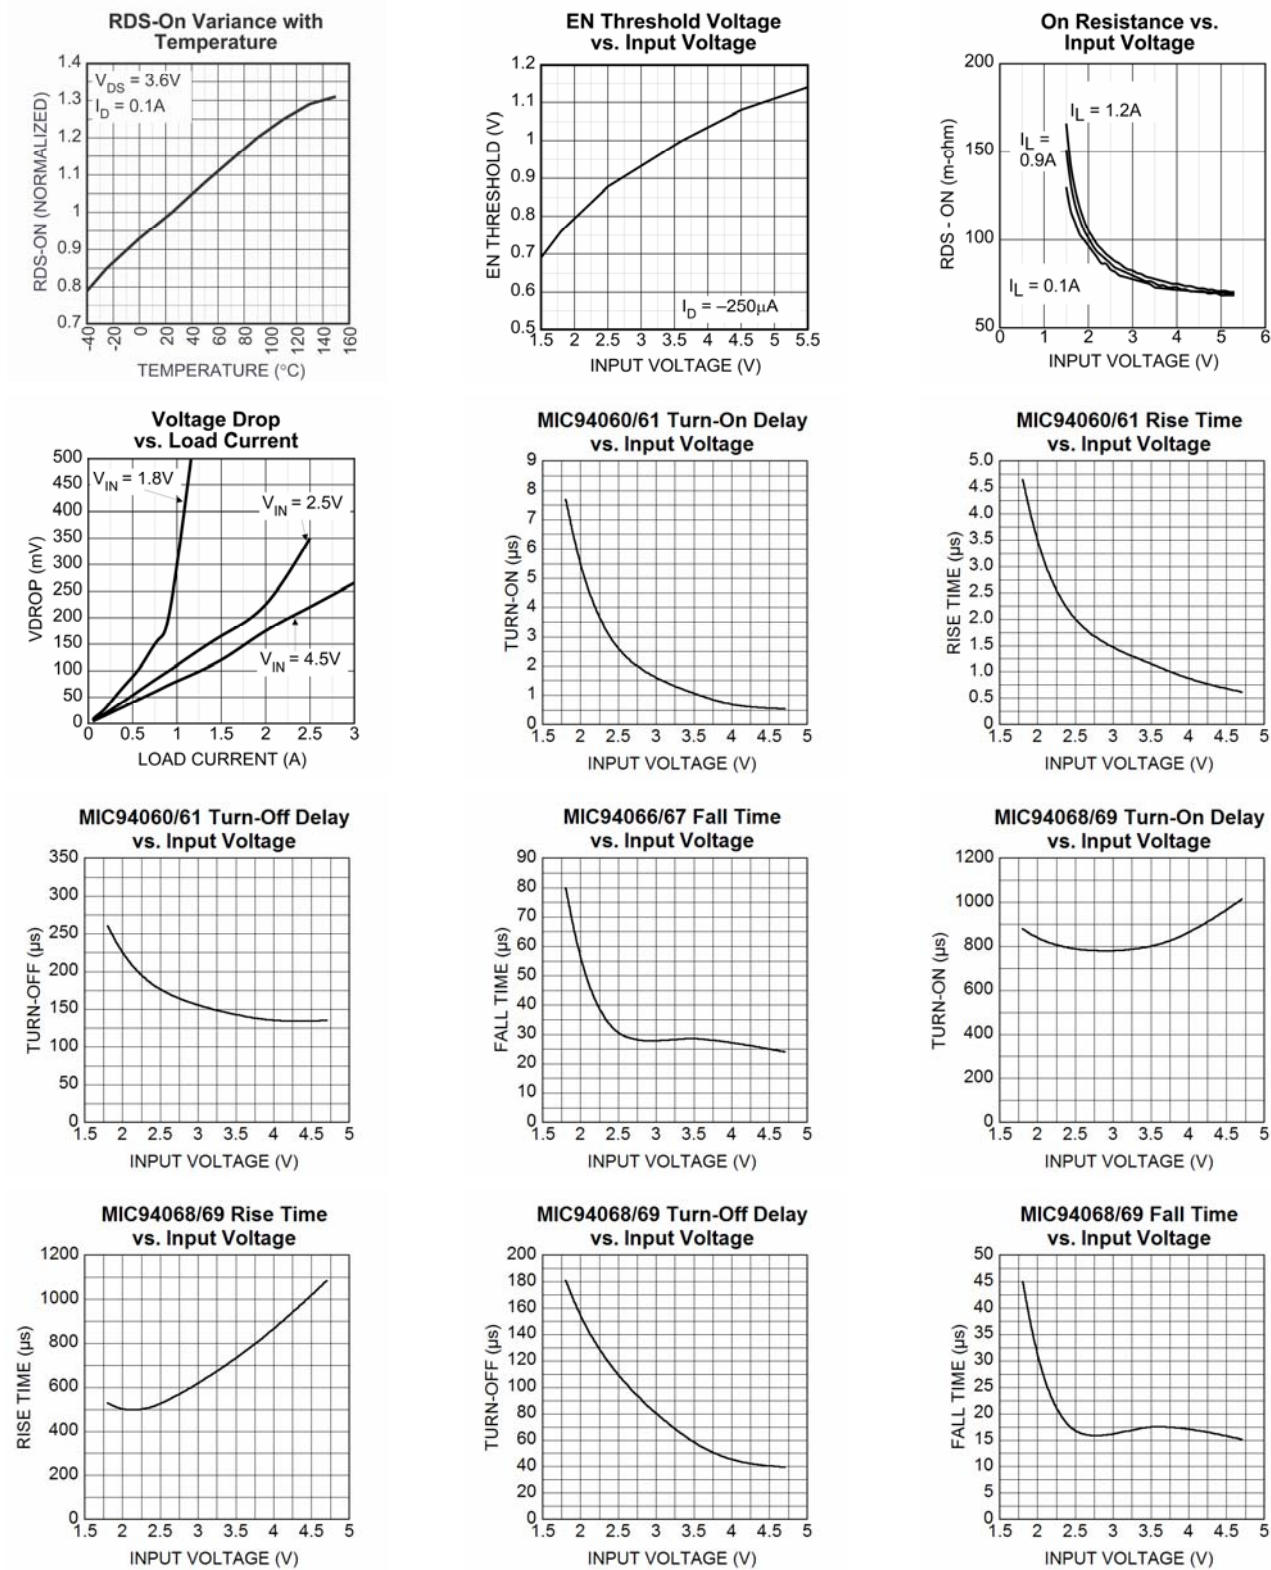 RDS-On Variance with
Temperature
1.4
1.3
1.2
1.1
1
0.9
0.8
0.7
V_DS = 3.6V
I_D = 0.1A
RDS-ON (NORMALIZED)
-40
-20
0
20
40
60
80
100
120
140
160
TEMPERATURE (°C)
EN Threshold Voltage
vs. Input Voltage
1.2
1.1
1
0.9
0.8
0.7
0.6
0.5
EN THRESHOLD (V)
I_D = –250µA
1.5 2 2.5 3 3.5 4 4.5 5 5.5
INPUT VOLTAGE (V)
On Resistance vs.
Input Voltage
200
150
100
50
RDS - ON (m-ohm)
I_L = 1.2A
I_L =
0.9A
I_L = 0.1A
0 1 2 3 4 5 6
INPUT VOLTAGE (V)
Voltage Drop
vs. Load Current
500
450
400
350
300
250
200
150
100
50
0
VDROP (mV)
V_IN = 1.8V
V_IN = 2.5V
V_IN = 4.5V
0 0.5 1 1.5 2 2.5 3
LOAD CURRENT (A)
MIC94060/61 Turn-On Delay
vs. Input Voltage
9
8
7
6
5
4
3
2
1
0
TURN-ON (µs)
1.5 2 2.5 3 3.5 4 4.5 5
INPUT VOLTAGE (V)
MIC94060/61 Rise Time
vs. Input Voltage
5.0
4.5
4.0
3.5
3.0
2.5
2.0
1.5
1.0
0.5
0
RISE TIME (µs)
1.5 2 2.5 3 3.5 4 4.5 5
INPUT VOLTAGE (V)
MIC94060/61 Turn-Off Delay
vs. Input Voltage
350
300
250
200
150
100
50
0
TURN-OFF (µs)
1.5 2 2.5 3 3.5 4 4.5 5
INPUT VOLTAGE (V)
MIC94066/67 Fall Time
vs. Input Voltage
90
80
70
60
50
40
30
20
10
0
FALL TIME (µs)
1.5 2 2.5 3 3.5 4 4.5 5
INPUT VOLTAGE (V)
MIC94068/69 Turn-On Delay
vs. Input Voltage
1200
1000
800
600
400
200
0
TURN-ON (µs)
1.5 2 2.5 3 3.5 4 4.5 5
INPUT VOLTAGE (V)
MIC94068/69 Rise Time
vs. Input Voltage
1200
1000
800
600
400
200
0
RISE TIME (µs)
1.5 2 2.5 3 3.5 4 4.5 5
INPUT VOLTAGE (V)
MIC94068/69 Turn-Off Delay
vs. Input Voltage
200
180
160
140
120
100
80
60
40
20
0
TURN-OFF (µs)
1.5 2 2.5 3 3.5 4 4.5 5
INPUT VOLTAGE (V)
MIC94068/69 Fall Time
vs. Input Voltage
50
45
40
35
30
25
20
15
10
5
0
FALL TIME (µs)
1.5 2 2.5 3 3.5 4 4.5 5
INPUT VOLTAGE (V)